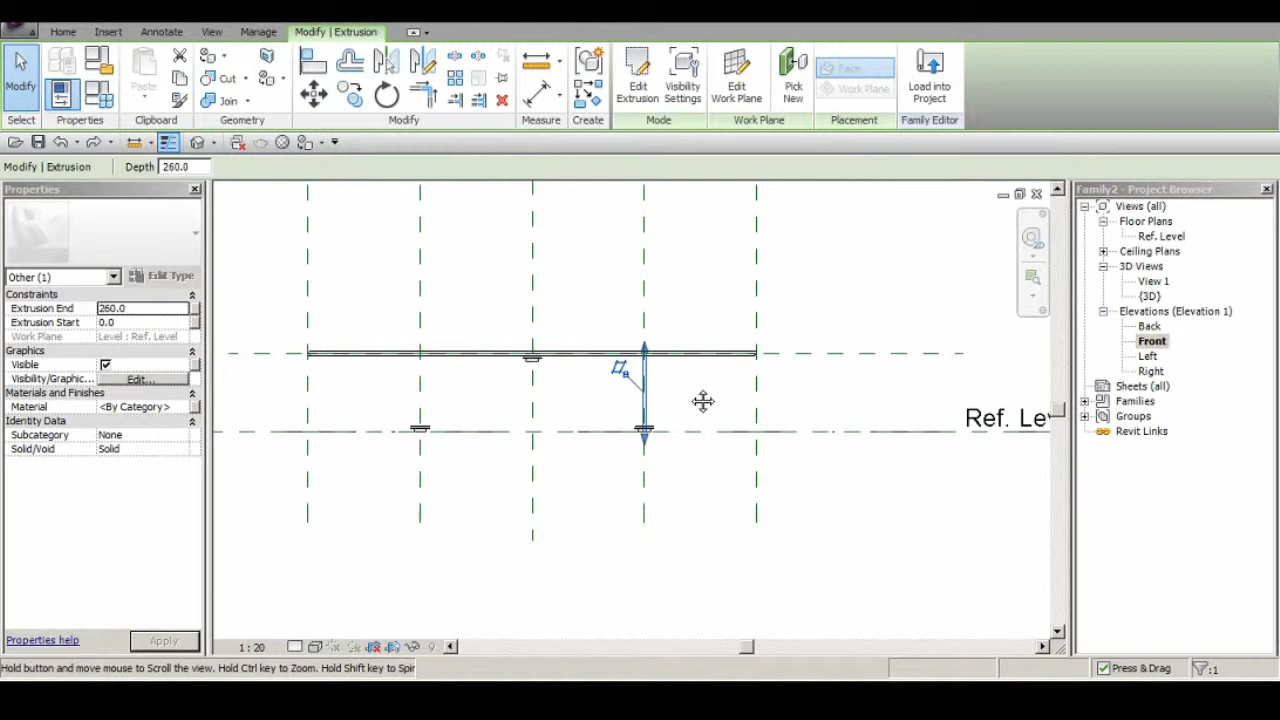 Home Insert Annotate View Manage Modify | Extrusion
Modify
Paste
Cut
Join
Edit Extrusion
Visibility Settings
Edit Work Plane
Pick New
Face
Work Plane
Load into Project
Select Properties Clipboard Geometry Modify Measure Create Mode Work Plane Placement Family Editor
Modify | Extrusion Depth 260.0
Properties
Other (1) Edit Type
Constraints
Extrusion End 260.0
Extrusion Start 0.0
Work Plane Level : Ref. Level
Graphics
Visible
Visibility/Graphic... Edit...
Materials and Finishes
Material <By Category>
Identity Data
Subcategory None
Solid/Void Solid
Properties help Apply
Ref. Lev
1 : 20
Family2 - Project Browser
Views (all)
Floor Plans
Ref. Level
Ceiling Plans
3D Views
View 1
{3D}
Elevations (Elevation 1)
Back
Front
Left
Right
Sheets (all)
Families
Groups
Revit Links
Hold button and move mouse to Scroll the view. Hold Ctrl key to Zoom. Hold Shift key to Spin
Press & Drag :1